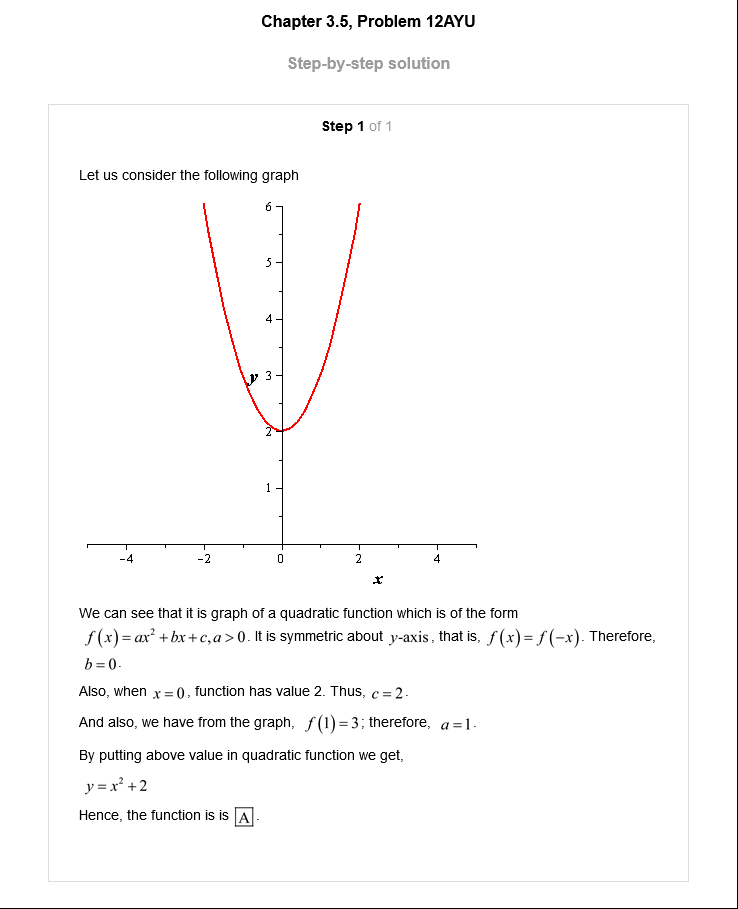 Chapter 3.5, Problem 12AYU
Step-by-step solution
Step 1 of 1
Let us consider the following graph
6
5
4
y 3
2
1
-4 -2 0 2 4
x
We can see that it is graph of a quadratic function which is of the form
f(x) = ax² + bx + c, a > 0. It is symmetric about y-axis, that is, f(x) = f(−x). Therefore,
b = 0.
Also, when x = 0, function has value 2. Thus, c = 2.
And also, we have from the graph, f(1) = 3; therefore, a = 1.
By putting above value in quadratic function we get,
y = x² + 2
Hence, the function is is A.